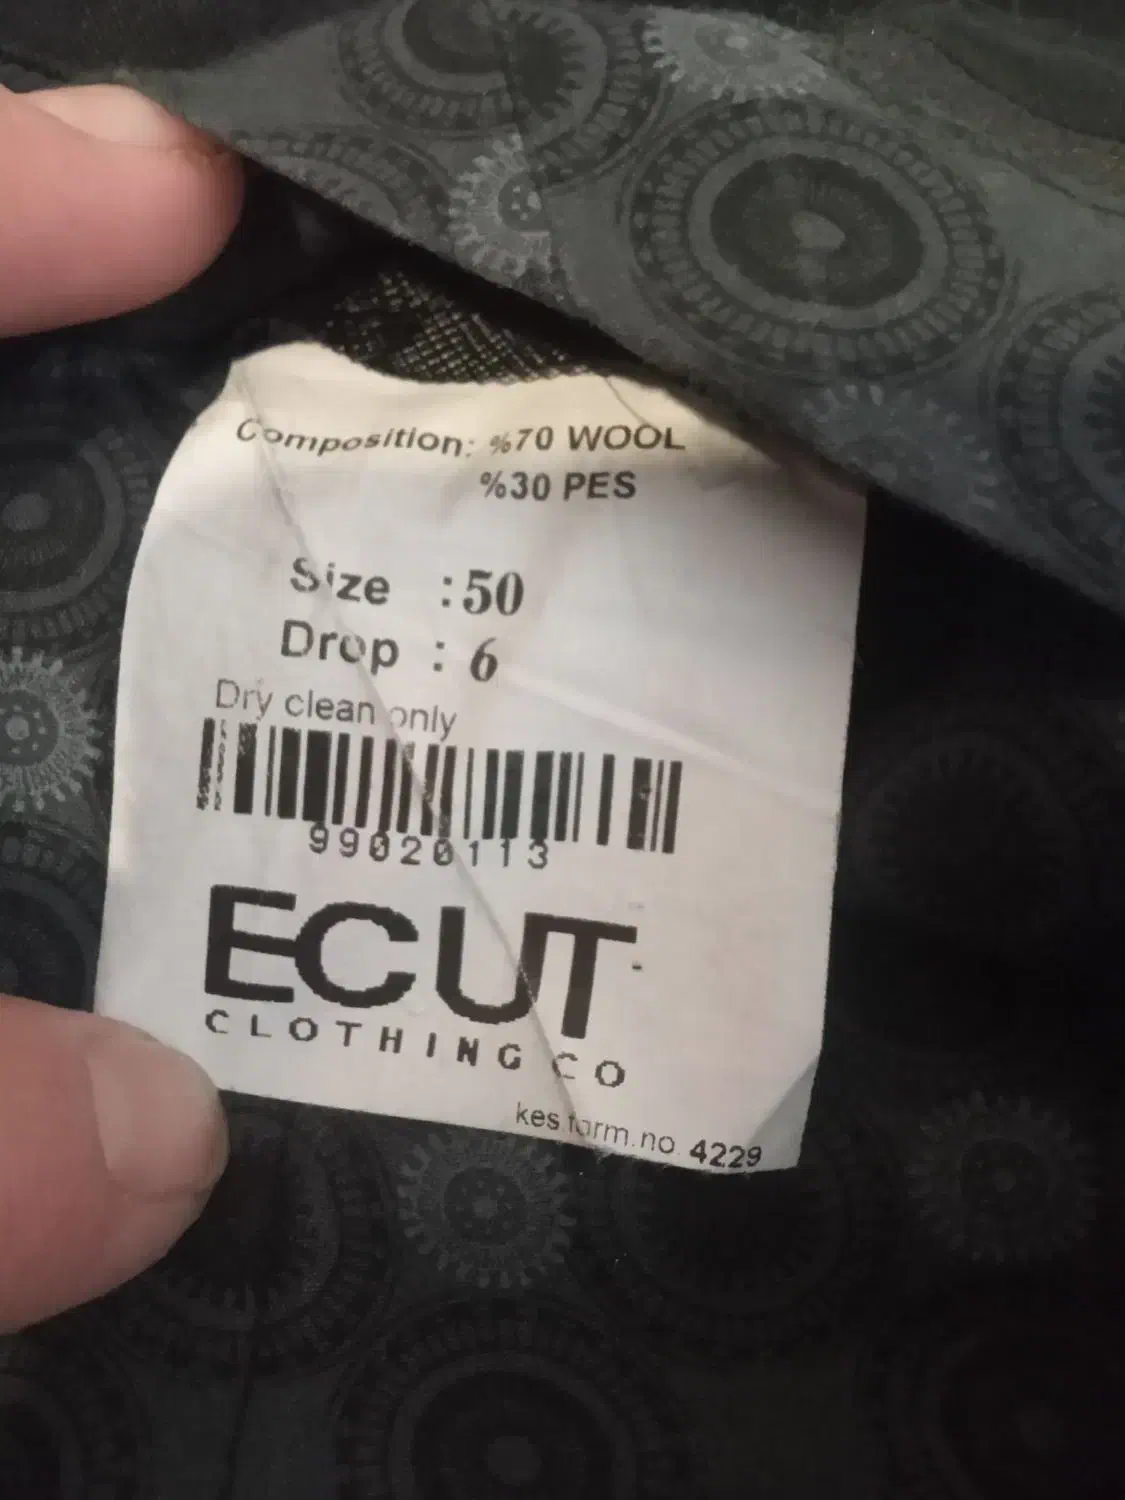 Composition: %70 WOOL
%30 PES
Size : 50
Drop : 6
Dry clean only
99020113
ECUT
CLOTHING CO
kes.form.no 4229